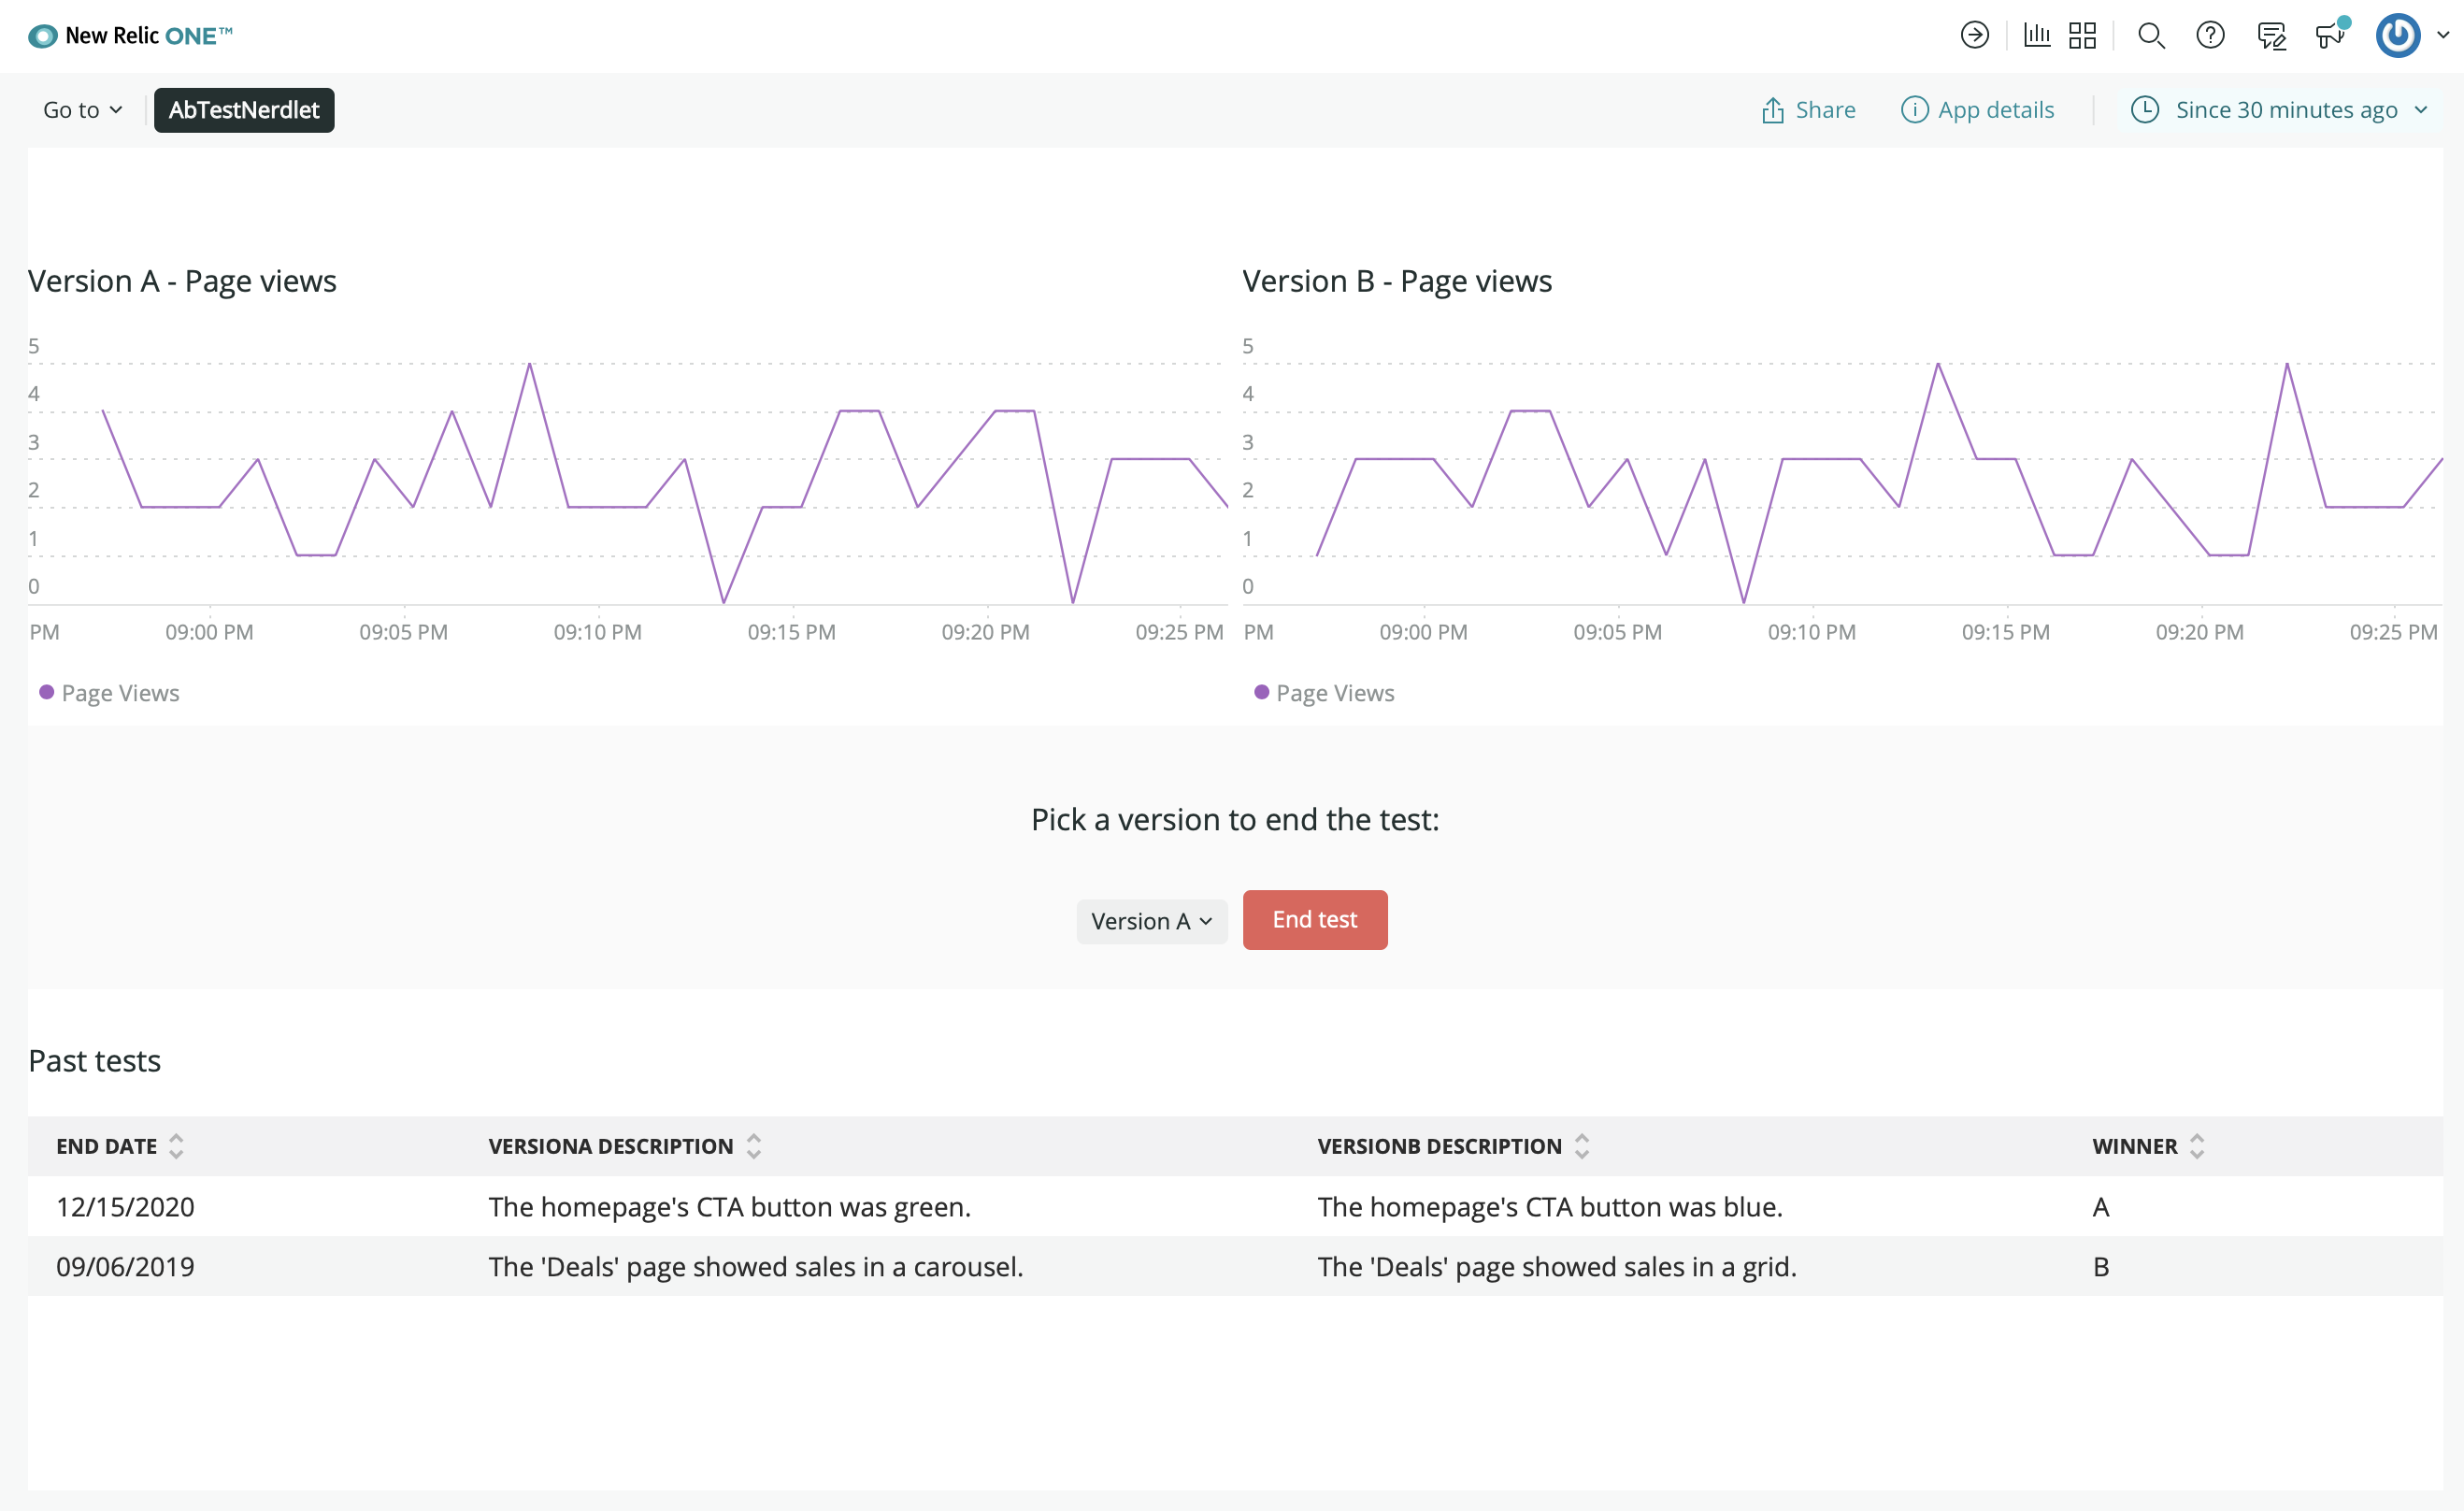 New Relic ONE™
Go to AbTestNerdlet Share App details Since 30 minutes ago
Version A - Page views
5
4
3
2
1
0
PM 09:00 PM 09:05 PM 09:10 PM 09:15 PM 09:20 PM 09:25 PM
Page Views
Version B - Page views
5
4
3
2
1
0
PM 09:00 PM 09:05 PM 09:10 PM 09:15 PM 09:20 PM 09:25 PM
Page Views
Pick a version to end the test:
Version A End test
Past tests
END DATE VERSIONA DESCRIPTION VERSIONB DESCRIPTION WINNER
12/15/2020 The homepage's CTA button was green. The homepage's CTA button was blue. A
09/06/2019 The 'Deals' page showed sales in a carousel. The 'Deals' page showed sales in a grid. B